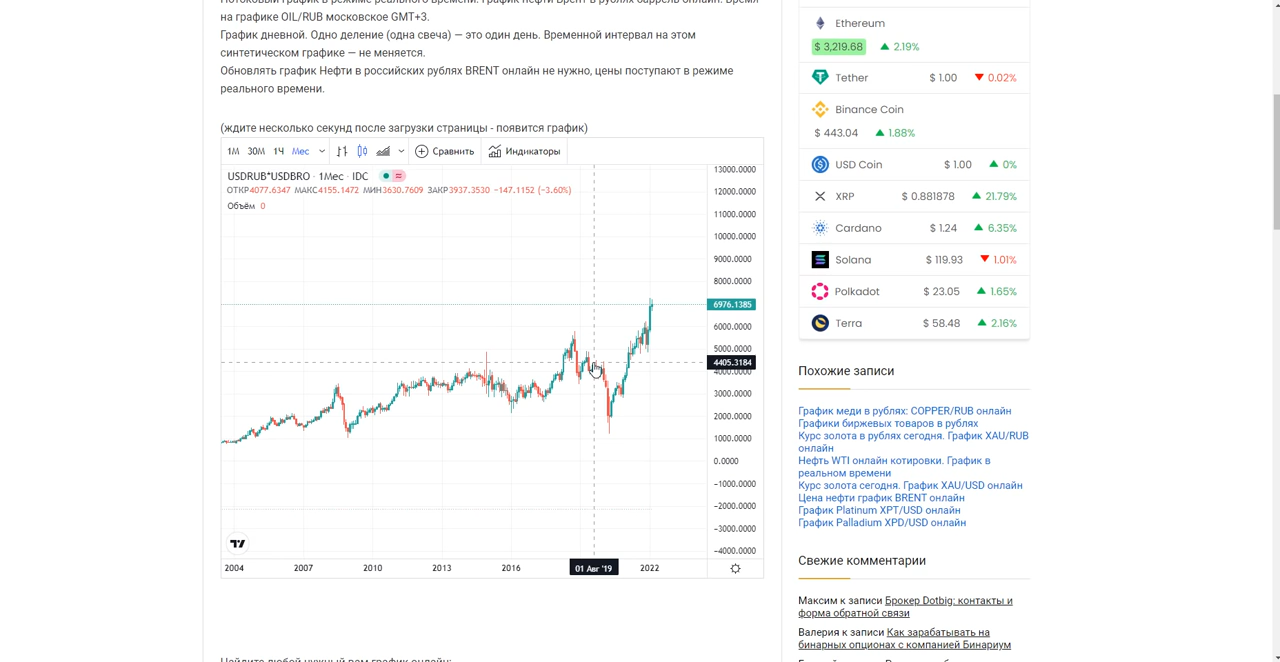 Потоковый график в режиме реального времени. График нефти Брент в рублях баррель онлайн. Время
на графике OIL/RUB московское GMT+3.
График дневной. Одно деление (одна свеча) — это один день. Временной интервал на этом
синтетическом графике — не меняется.
Обновлять график Нефти в российских рублях BRENT онлайн не нужно, цены поступают в режиме
реального времени.
(ждите несколько секунд после загрузки страницы - появится график)
1М 30М 1Ч Мес Сравнить Индикаторы
USDRUB*USDBRO · 1Мес · IDC
ОТКР4077.6347 МАКС4155.1472 МИН3630.7609 ЗАКР3937.3530 −147.1152 (−3.60%)
Объём 0
13000.0000
12000.0000
11000.0000
10000.0000
9000.0000
8000.0000
6976.1385
6000.0000
5000.0000
4405.3184
4000.0000
3000.0000
2000.0000
1000.0000
0.0000
−1000.0000
−2000.0000
−3000.0000
−4000.0000
2004 2007 2010 2013 2016 01 Авг '19 2022
Найдите любой нужный вам график онлайн:
Ethereum
$ 3,219.68 2.19%
Tether $ 1.00 0.02%
Binance Coin
$ 443.04 1.88%
USD Coin $ 1.00 0%
XRP $ 0.881878 21.79%
Cardano $ 1.24 6.35%
Solana $ 119.93 1.01%
Polkadot $ 23.05 1.65%
Terra $ 58.48 2.16%
Похожие записи
График меди в рублях: COPPER/RUB онлайн
Графики биржевых товаров в рублях
Курс золота в рублях сегодня. График XAU/RUB
онлайн
Нефть WTI онлайн котировки. График в
реальном времени
Курс золота сегодня. График XAU/USD онлайн
Цена нефти график BRENT онлайн
График Platinum XPT/USD онлайн
График Palladium XPD/USD онлайн
Свежие комментарии
Максим к записи Брокер Dotbig: контакты и
форма обратной связи
Валерия к записи Как зарабатывать на
бинарных опционах с компанией Бинариум